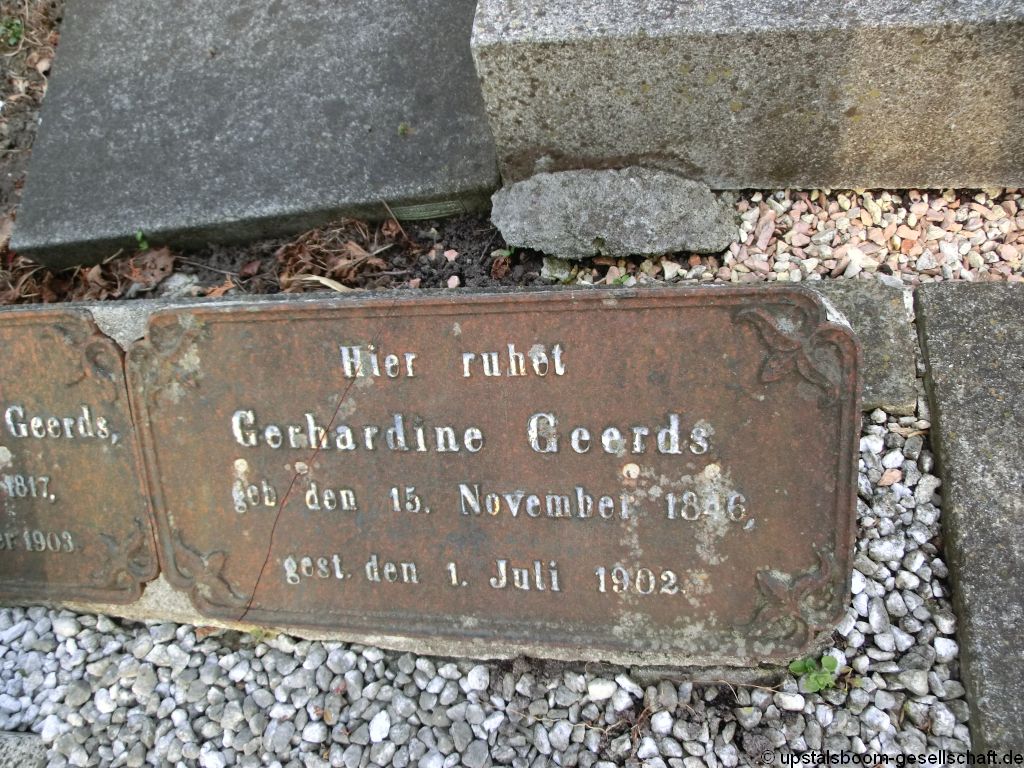 Geerds,
1817,
1903
Hier ruhet
Gerhardine Geerds
geb den 15. November
gest. den 1. Juli 1902.
© upstalsboom-gesellschaft.de